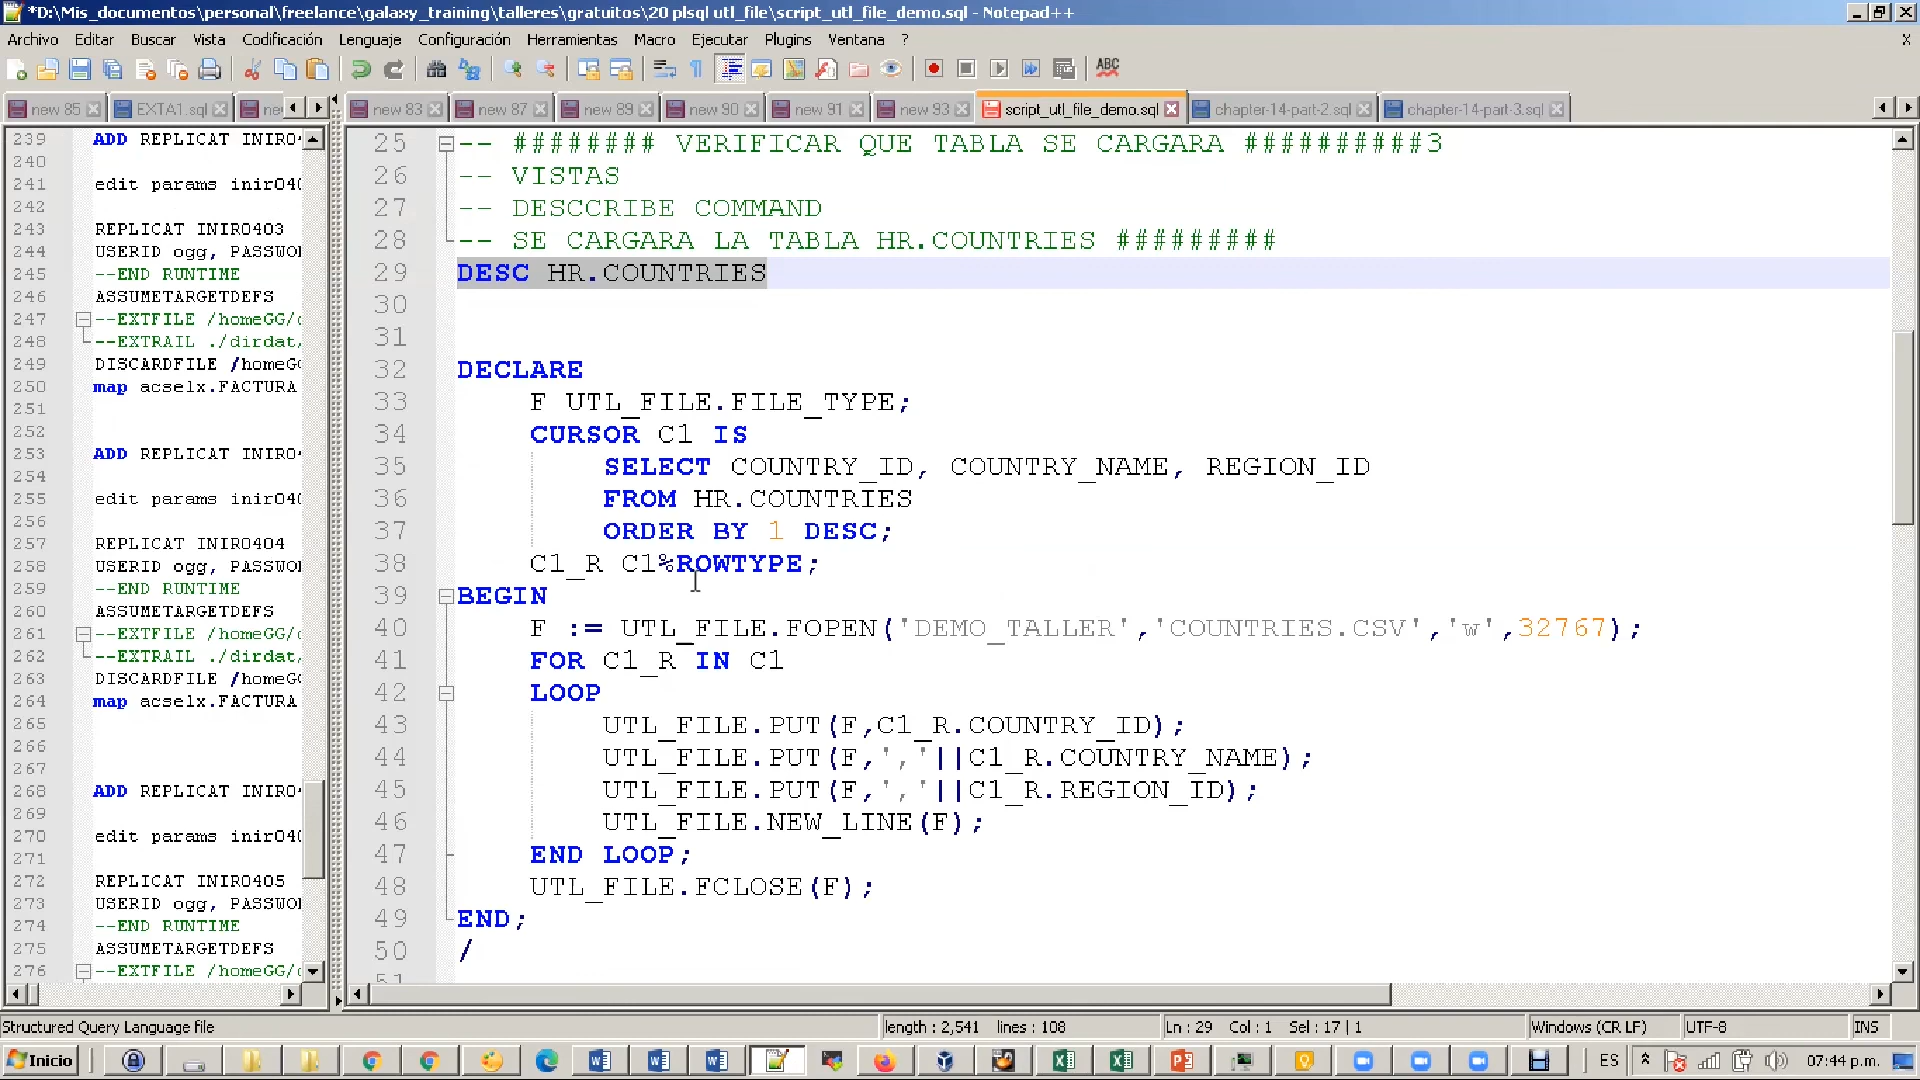 *D:\Mis_documentos\personal\freelance\galaxy_training\talleres\gratuitos\20 plsql utl_file\script_utl_file_demo.sql - Notepad++
Archivo Editar Buscar Vista Codificación Lenguaje Configuración Herramientas Macro Ejecutar Plugins Ventana ? X
new 85 EXTA1.sql new 83 new 87 new 89 new 90 new 91 new 93 script_utl_file_demo.sql chapter-14-part-2.sql chapter-14-part-3.sql
239 ADD REPLICAT INIR0
240
241 edit params inir040
242
243 REPLICAT INIR0403
244 USERID ogg, PASSWO
245 --END RUNTIME
246 ASSUMETARGETDEFS
247 --EXTFILE /homeGG/
248 --EXTRAIL ./dirdat
249 DISCARDFILE /homeG
250 map acselx.FACTURA
251
252
253 ADD REPLICAT INIR0
254
255 edit params inir040
256
257 REPLICAT INIR0404
258 USERID ogg, PASSWO
259 --END RUNTIME
260 ASSUMETARGETDEFS
261 --EXTFILE /homeGG/
262 --EXTRAIL ./dirdat
263 DISCARDFILE /homeG
264 map acselx.FACTURA
265
266
267
268 ADD REPLICAT INIR0
269
270 edit params inir040
271
272 REPLICAT INIR0405
273 USERID ogg, PASSWO
274 --END RUNTIME
275 ASSUMETARGETDEFS
276 --EXTFILE /homeGG/
25 -- ######## VERIFICAR QUE TABLA SE CARGARA ##########3
26 -- VISTAS
27 -- DESCCRIBE COMMAND
28 -- SE CARGARA LA TABLA HR.COUNTRIES #########
29 DESC HR.COUNTRIES
30
31
32 DECLARE
33 F UTL_FILE.FILE_TYPE;
34 CURSOR C1 IS
35 SELECT COUNTRY_ID, COUNTRY_NAME, REGION_ID
36 FROM HR.COUNTRIES
37 ORDER BY 1 DESC;
38 C1_R C1%ROWTYPE;
39 BEGIN
40 F := UTL_FILE.FOPEN('DEMO_TALLER','COUNTRIES.CSV','w',32767);
41 FOR C1_R IN C1
42 LOOP
43 UTL_FILE.PUT(F,C1_R.COUNTRY_ID);
44 UTL_FILE.PUT(F,','||C1_R.COUNTRY_NAME);
45 UTL_FILE.PUT(F,','||C1_R.REGION_ID);
46 UTL_FILE.NEW_LINE(F);
47 END LOOP;
48 UTL_FILE.FCLOSE(F);
49 END;
50 /
51
Structured Query Language file length : 2,541 lines : 108 Ln : 29 Col : 1 Sel : 17 | 1 Windows (CR LF) UTF-8 INS
Inicio ES 07:44 p.m.